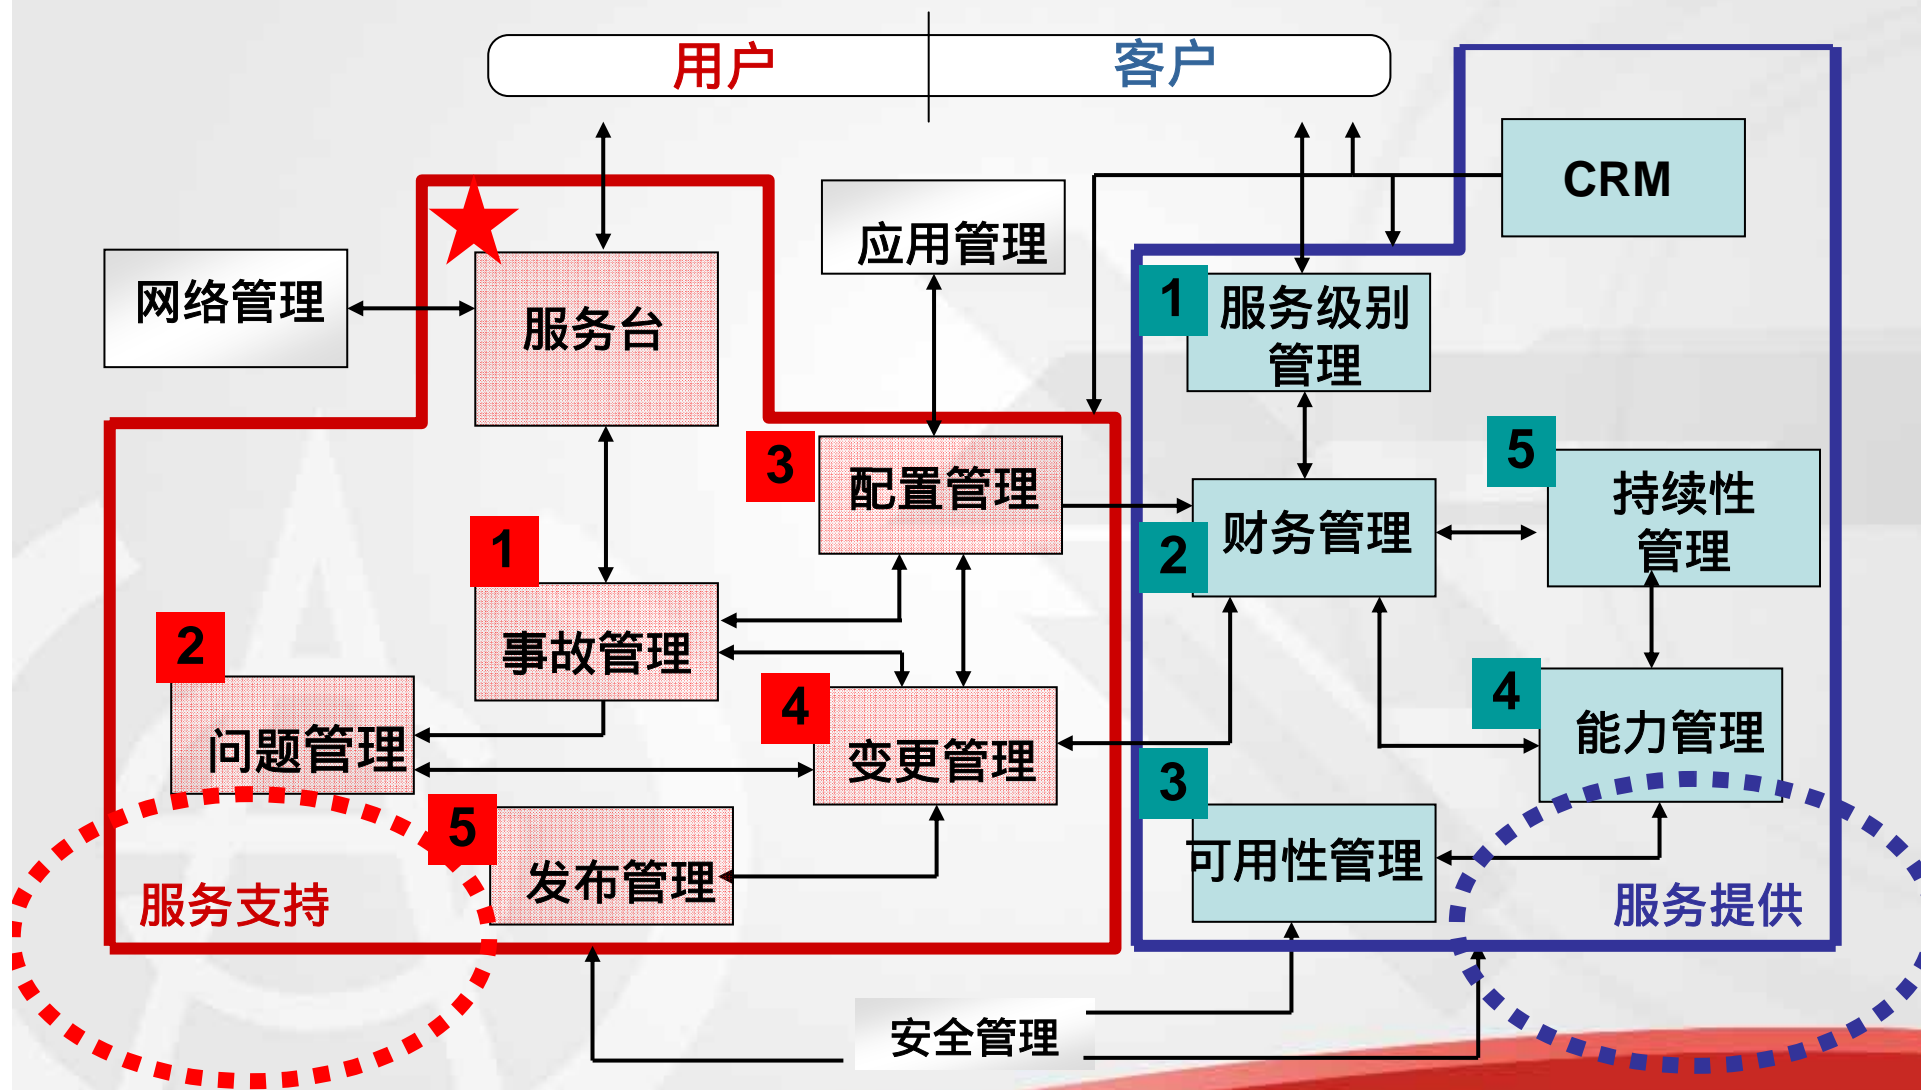 用户
客户
CRM
应用管理
网络管理
服务台
1
服务级别
管理
3
配置管理
5
持续性
管理
2
财务管理
1
事故管理
2
问题管理
4
变更管理
4
能力管理
3
可用性管理
5
发布管理
服务支持
服务提供
安全管理